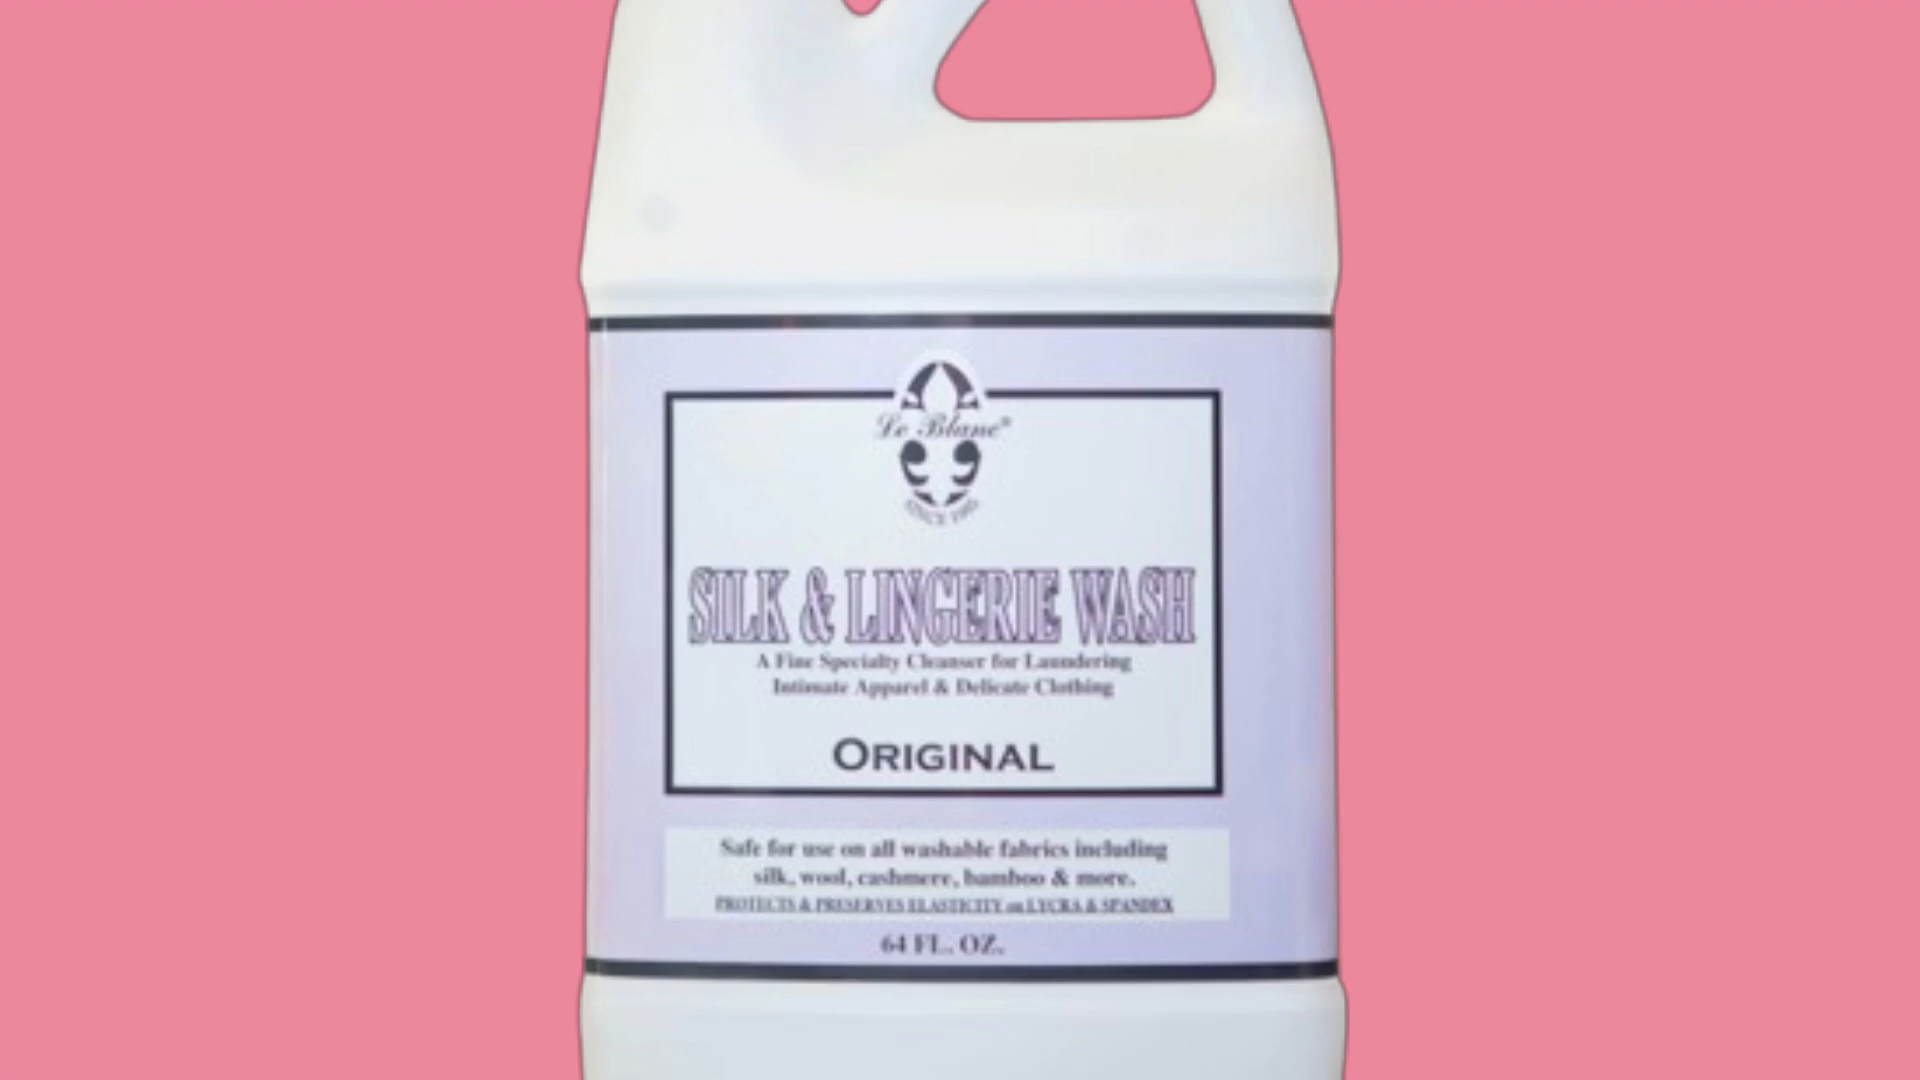 Le Blanc®
SINCE
SILK & LINGERIE WASH
A Fine Specialty Cleanser for Laundering
Intimate Apparel & Delicate Clothing
ORIGINAL
Safe for use on all washable fabrics including
silk, wool, cashmere, bamboo & more.
PROTECTS & PRESERVES ELASTICITY on LYCRA & SPANDEX
64 FL. OZ.